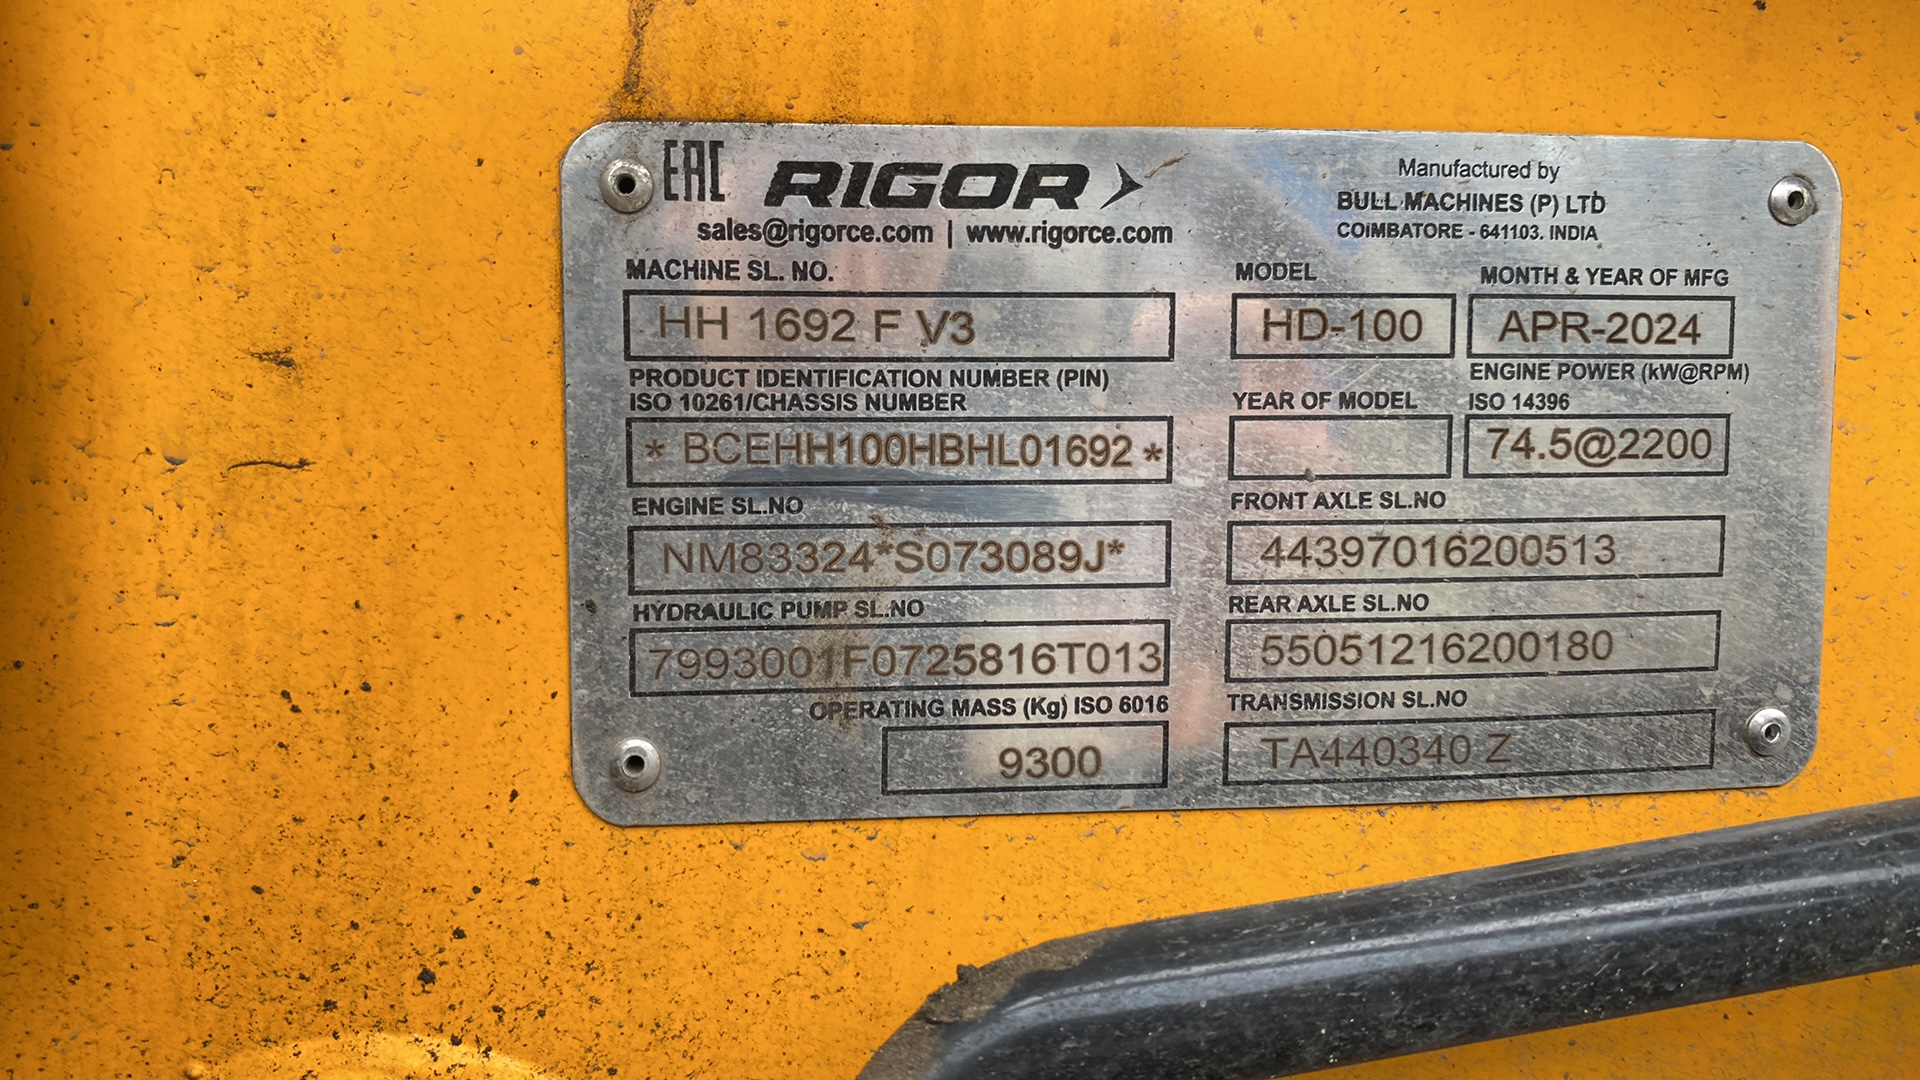 EAC RIGOR
sales@rigorce.com | www.rigorce.com
Manufactured by
BULL MACHINES (P) LTD
COIMBATORE - 641103. INDIA
MACHINE SL. NO.
HH 1692 F V3
MODEL
HD-100
MONTH & YEAR OF MFG
APR-2024
PRODUCT IDENTIFICATION NUMBER (PIN)
ISO 10261/CHASSIS NUMBER
* BCEHH100HBHL01692 *
YEAR OF MODEL
ENGINE POWER (kW@RPM)
ISO 14396
74.5@2200
ENGINE SL.NO
NM83324*S073089J*
FRONT AXLE SL.NO
44397016200513
HYDRAULIC PUMP SL.NO
7993001F0725816T013
REAR AXLE SL.NO
55051216200180
OPERATING MASS (Kg) ISO 6016
9300
TRANSMISSION SL.NO
TA440340 Z